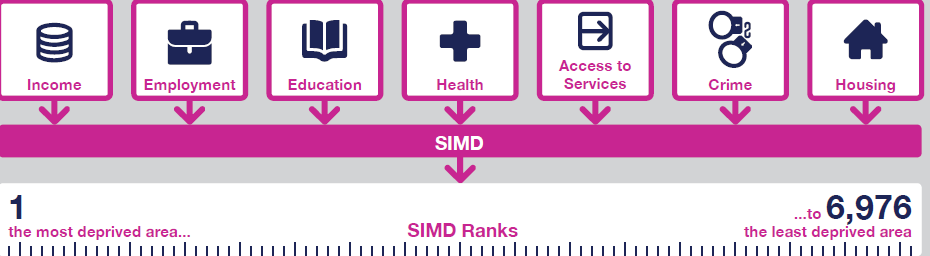 Income
Employment
Education
Health
Access to
Services
Crime
Housing
SIMD
1
the most deprived area...
SIMD Ranks
...to 6,976
the least deprived area